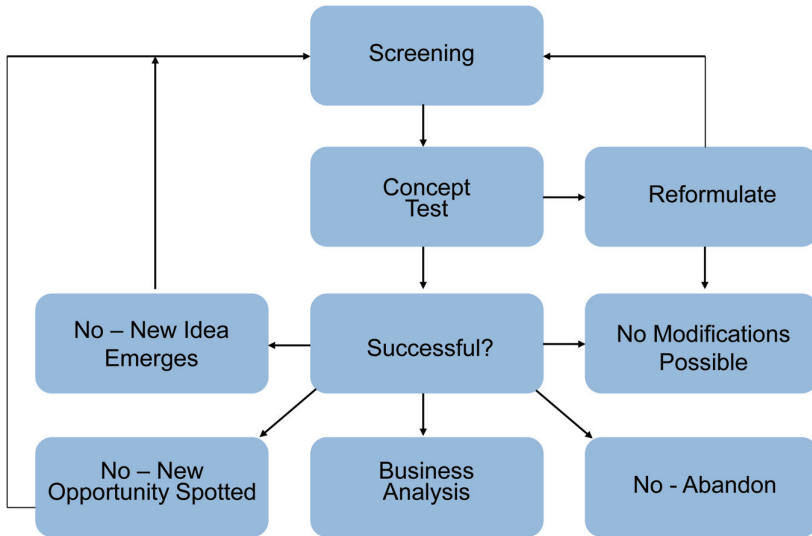 Screening
Concept
Test
Reformulate
No – New Idea
Emerges
Successful?
No Modifications
Possible
No – New
Opportunity Spotted
Business
Analysis
No - Abandon